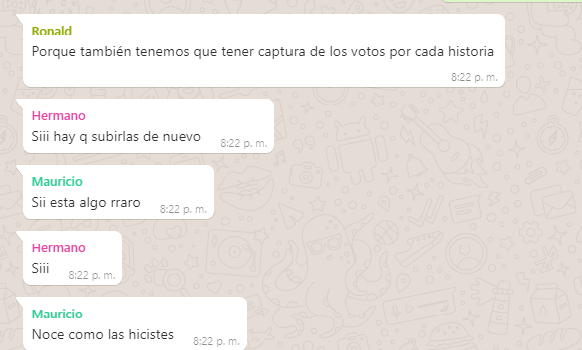 Ronald
Porque también tenemos que tener captura de los votos por cada historia
8:22 p. m.
Hermano
Siii hay q subirlas de nuevo 8:22 p. m.
Mauricio
Sii esta algo rraro 8:22 p. m.
Hermano
Siii 8:22 p. m.
Mauricio
Noce como las hicistes 8:22 p. m.